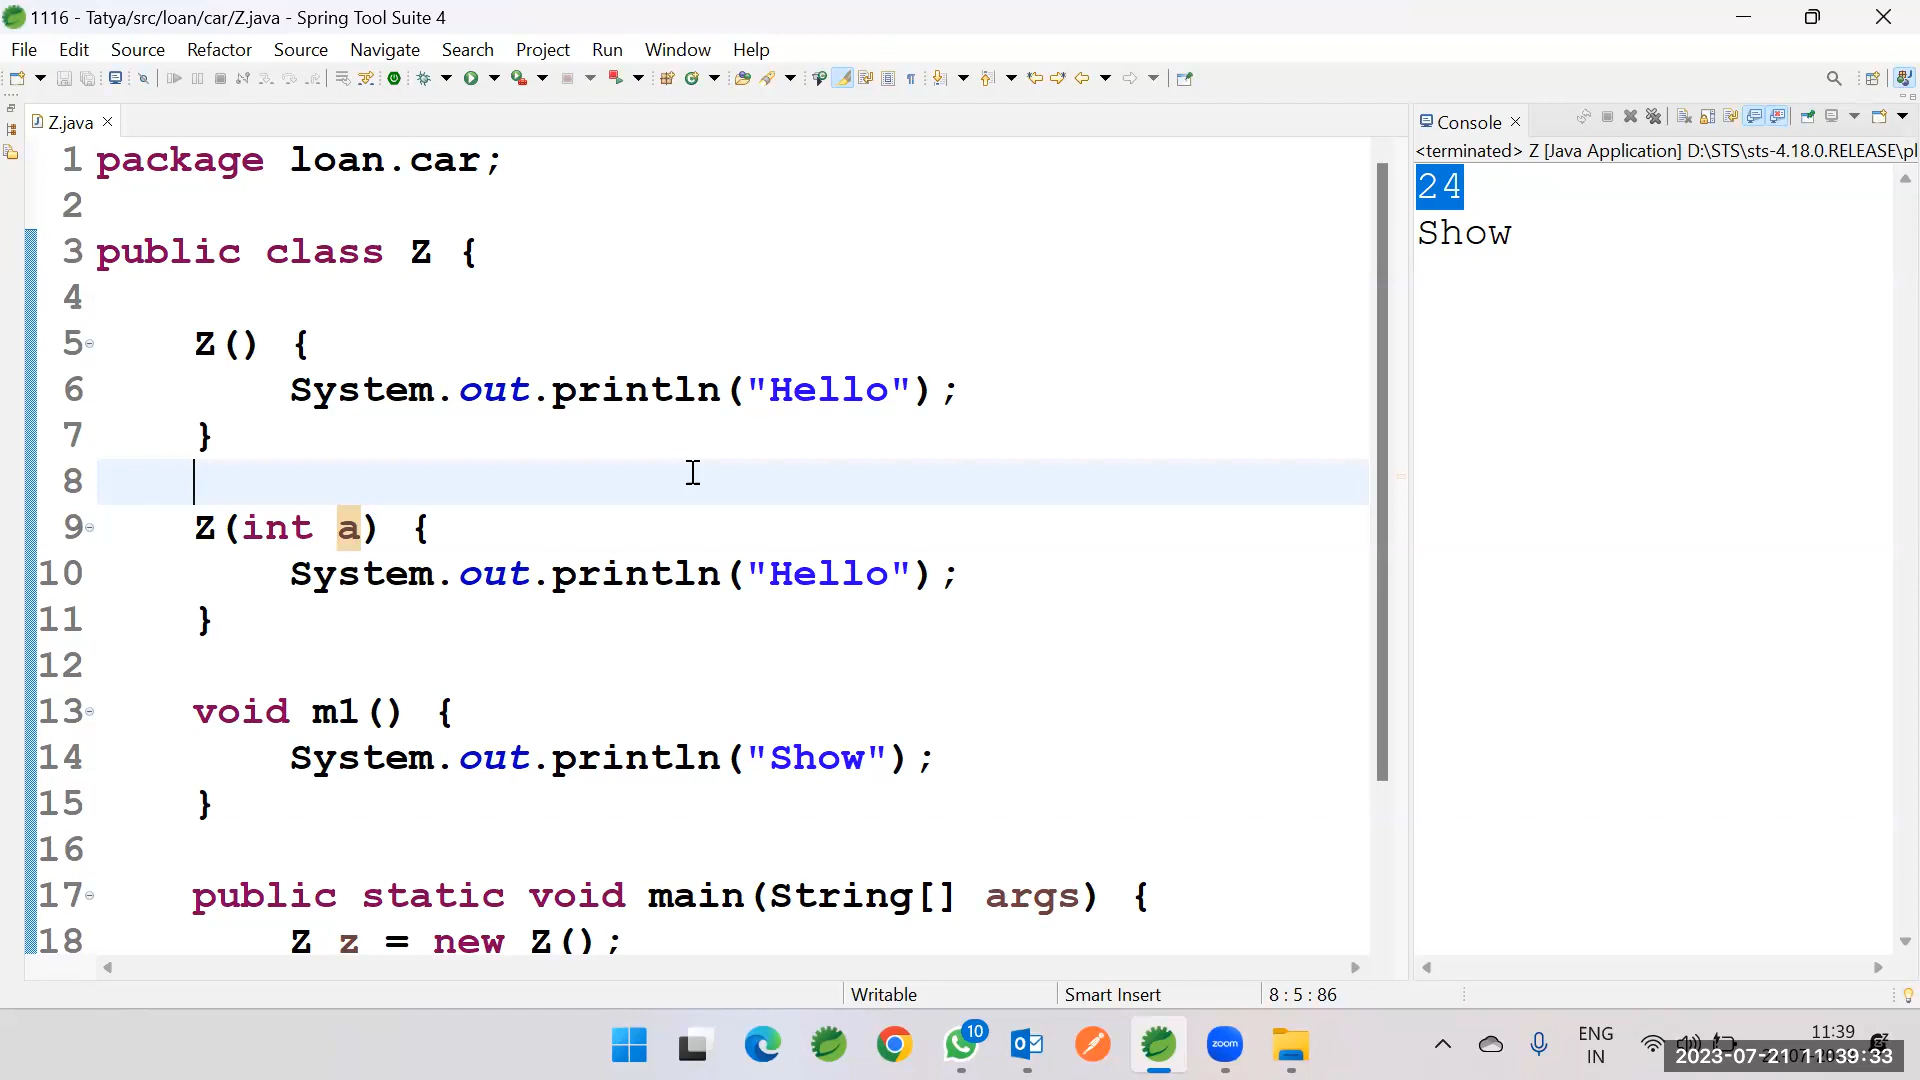 1116 - Tatya/src/loan/car/Z.java - Spring Tool Suite 4
File Edit Source Refactor Source Navigate Search Project Run Window Help
Z.java
1 package loan.car;
2
3 public class Z {
4
5 Z() {
6 System.out.println("Hello");
7 }
8
9 Z(int a) {
10 System.out.println("Hello");
11 }
12
13 void m1() {
14 System.out.println("Show");
15 }
16
17 public static void main(String[] args) {
18 Z z = new Z();
Console
<terminated> Z [Java Application] D:\STS\sts-4.18.0.RELEASE\pl
24
Show
Writable Smart Insert 8 : 5 : 86
10
zoom
ENG
IN
11:39
2023-07-21 11:39:33